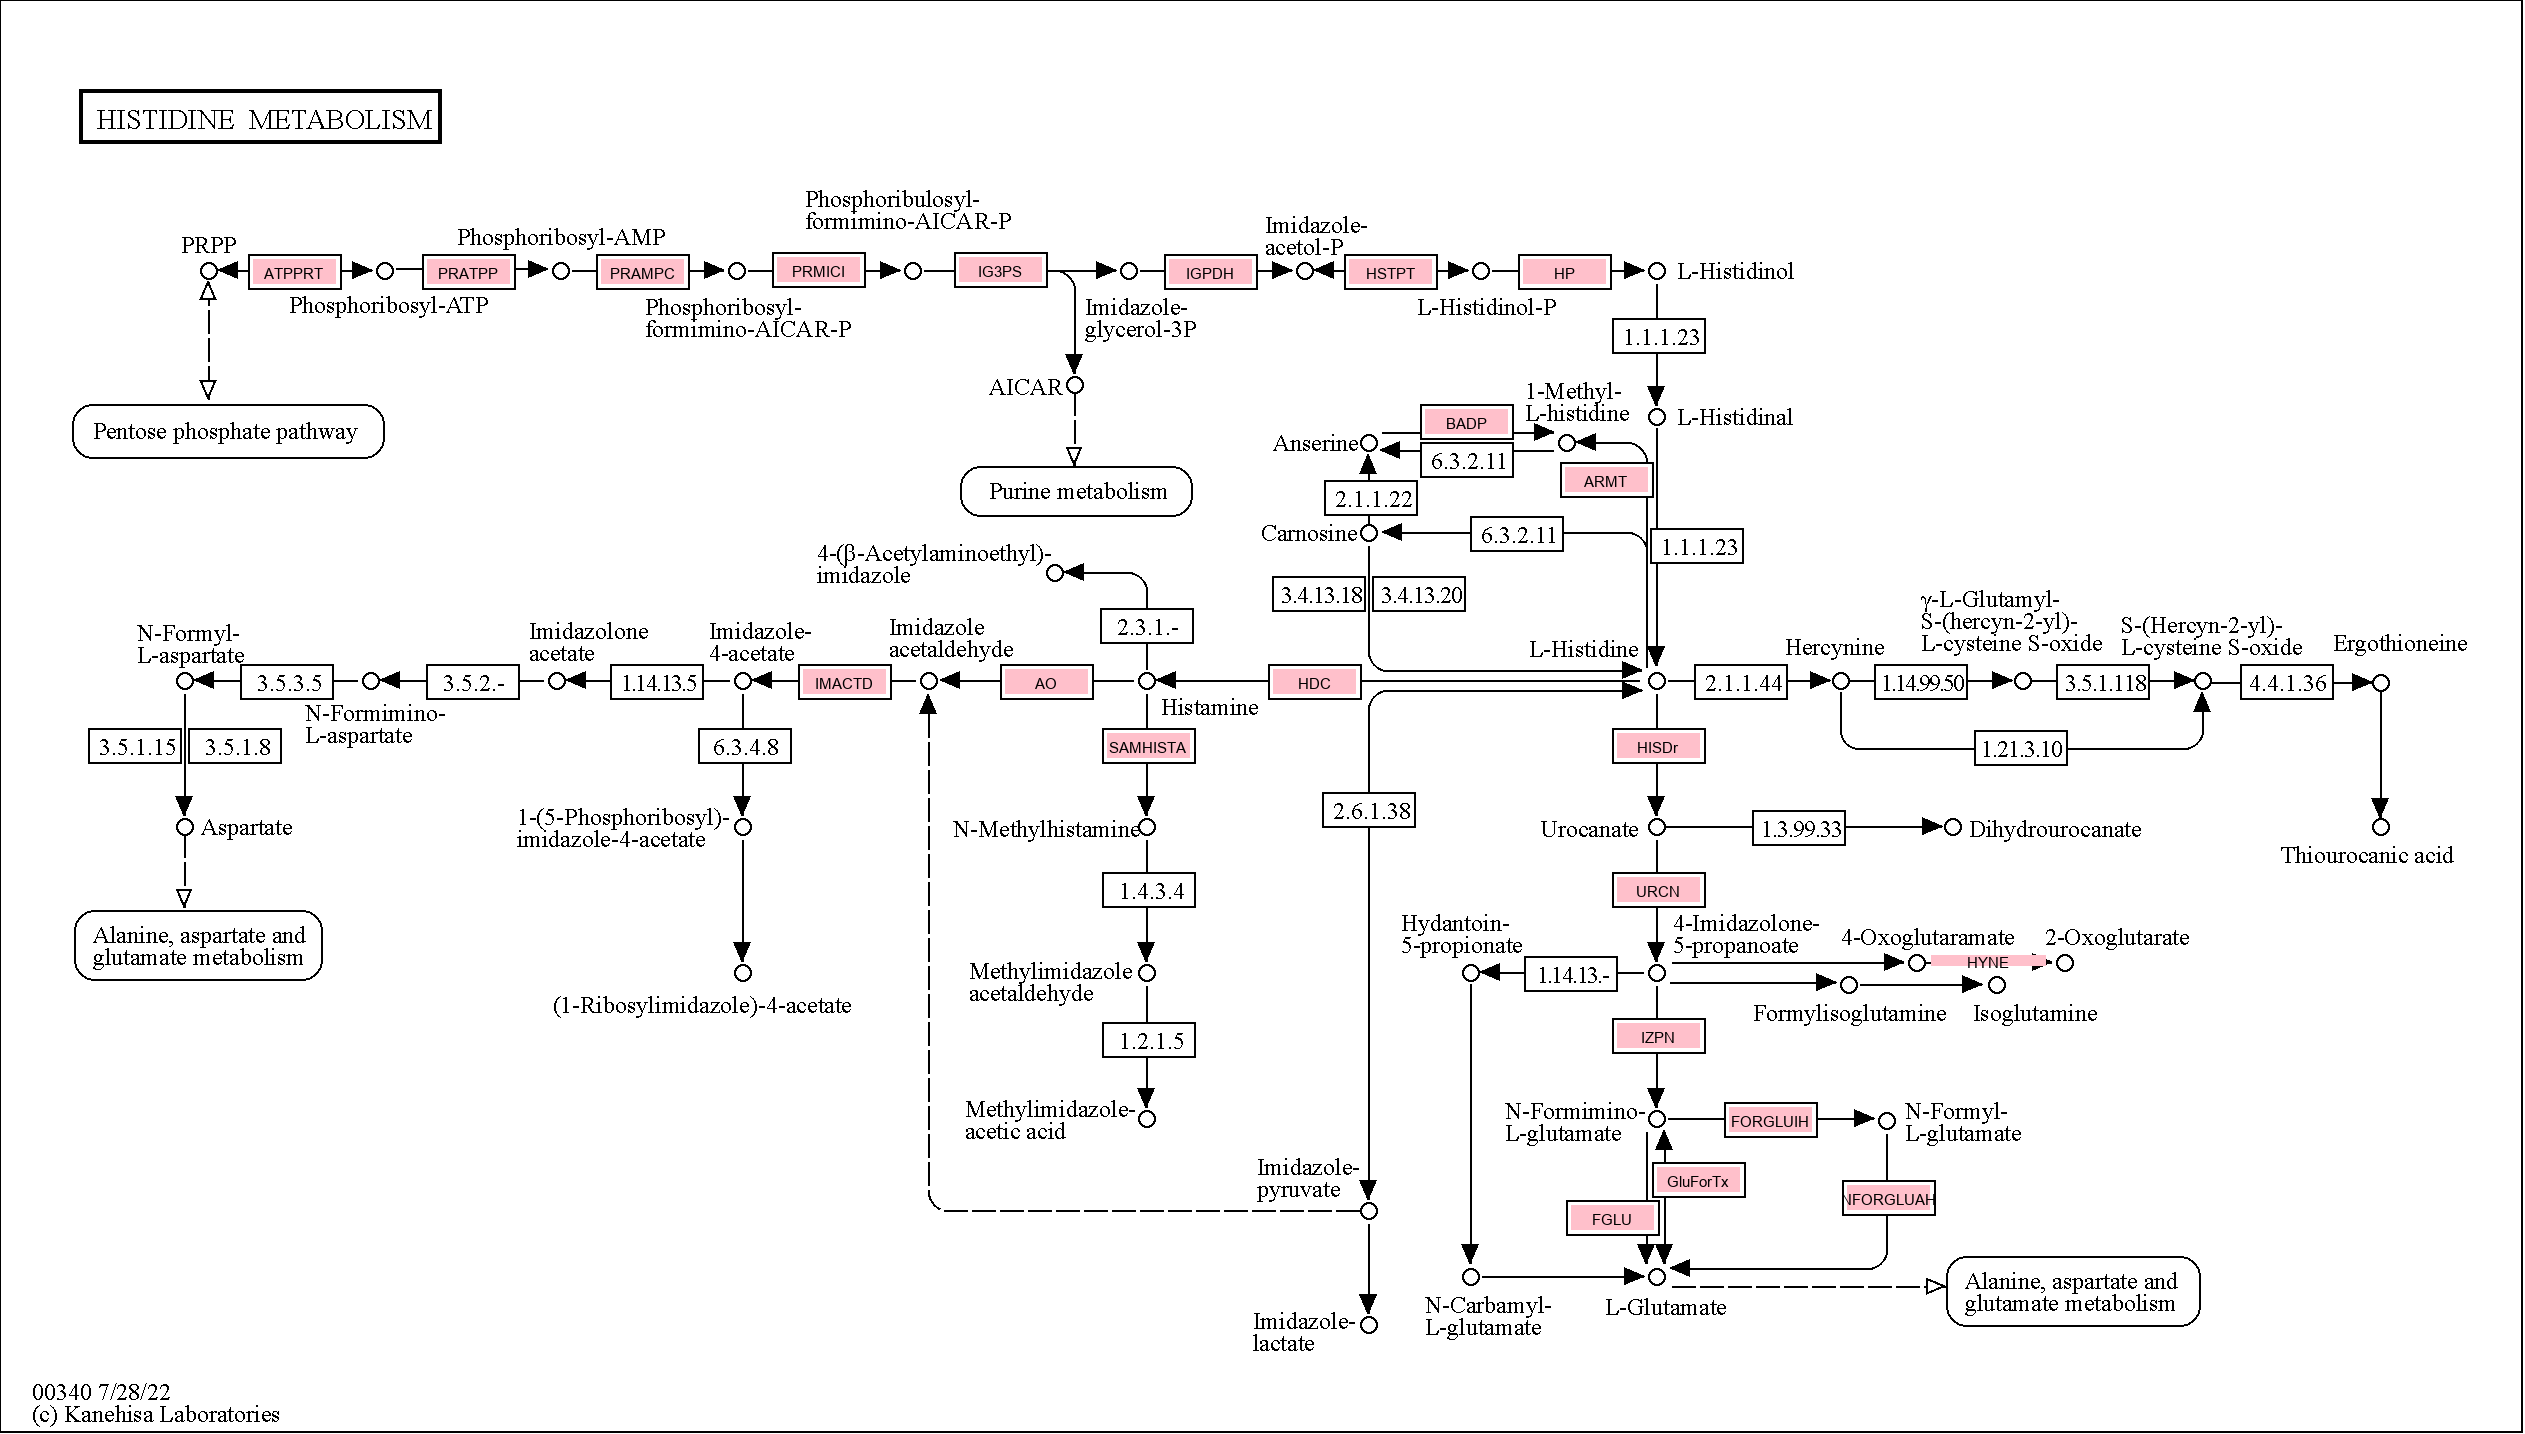 HISTIDINE METABOLISM
Phosphoribulosyl-
formimino-AICAR-P
PRPP
Phosphoribosyl-AMP
Imidazole-
acetol-P
ATPPRT
PRATPP
PRAMPC
PRMICI
IG3PS
IGPDH
HSTPT
HP
L-Histidinol
Phosphoribosyl-ATP
Phosphoribosyl-
formimino-AICAR-P
Imidazole-
glycerol-3P
L-Histidinol-P
1.1.1.23
AICAR
Pentose phosphate pathway
Purine metabolism
1-Methyl-
L-histidine
L-Histidinal
BADP
Anserine
6.3.2.11
ARMT
2.1.1.22
Carnosine
6.3.2.11
1.1.1.23
4-(β-Acetylaminoethyl)-
imidazole
3.4.13.18
3.4.13.20
2.3.1.-
N-Formyl-
L-aspartate
Imidazolone
acetate
Imidazole-
4-acetate
Imidazole
acetaldehyde
L-Histidine
Hercynine
γ-L-Glutamyl-
S-(hercyn-2-yl)-
L-cysteine S-oxide
S-(Hercyn-2-yl)-
L-cysteine S-oxide
Ergothioneine
3.5.3.5
3.5.2.-
1.14.13.5
IMACTD
AO
HDC
2.1.1.44
1.14.99.50
3.5.1.118
4.4.1.36
N-Formimino-
L-aspartate
Histamine
3.5.1.15
3.5.1.8
6.3.4.8
SAMHISTA
HISDr
1.21.3.10
2.6.1.38
Aspartate
1-(5-Phosphoribosyl)-
imidazole-4-acetate
N-Methylhistamine
Urocanate
1.3.99.33
Dihydrourocanate
Thiourocanic acid
1.4.3.4
URCN
Alanine, aspartate and
glutamate metabolism
Hydantoin-
5-propionate
4-Imidazolone-
5-propanoate
4-Oxoglutaramate
2-Oxoglutarate
HYNE
Methylimidazole
acetaldehyde
1.14.13.-
(1-Ribosylimidazole)-4-acetate
Formylisoglutamine
Isoglutamine
1.2.1.5
IZPN
Methylimidazole-
acetic acid
N-Formimino-
L-glutamate
FORGLUIH
N-Formyl-
L-glutamate
Imidazole-
pyruvate
GluForTx
NFORGLUAH
FGLU
Alanine, aspartate and
glutamate metabolism
N-Carbamyl-
L-glutamate
L-Glutamate
Imidazole-
lactate
00340 7/28/22
(c) Kanehisa Laboratories